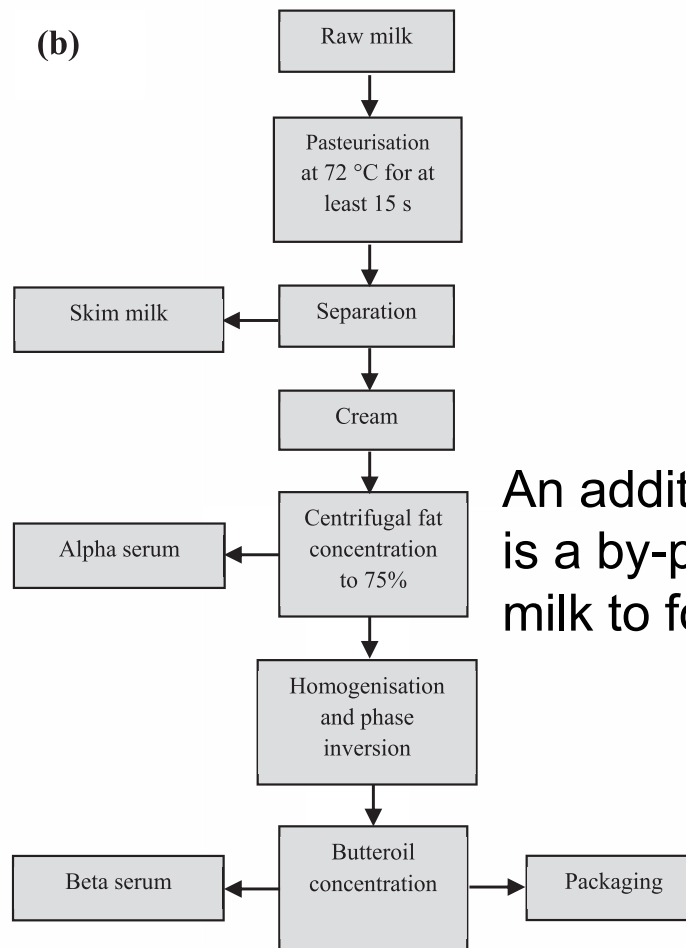 (b)
Raw milk
Pasteurisation
at 72 °C for at
least 15 s
Skim milk
Separation
Cream
Alpha serum
Centrifugal fat
concentration
to 75%
An addit
is a by-p
milk to fo
Homogenisation
and phase
inversion
Beta serum
Butteroil
concentration
Packaging